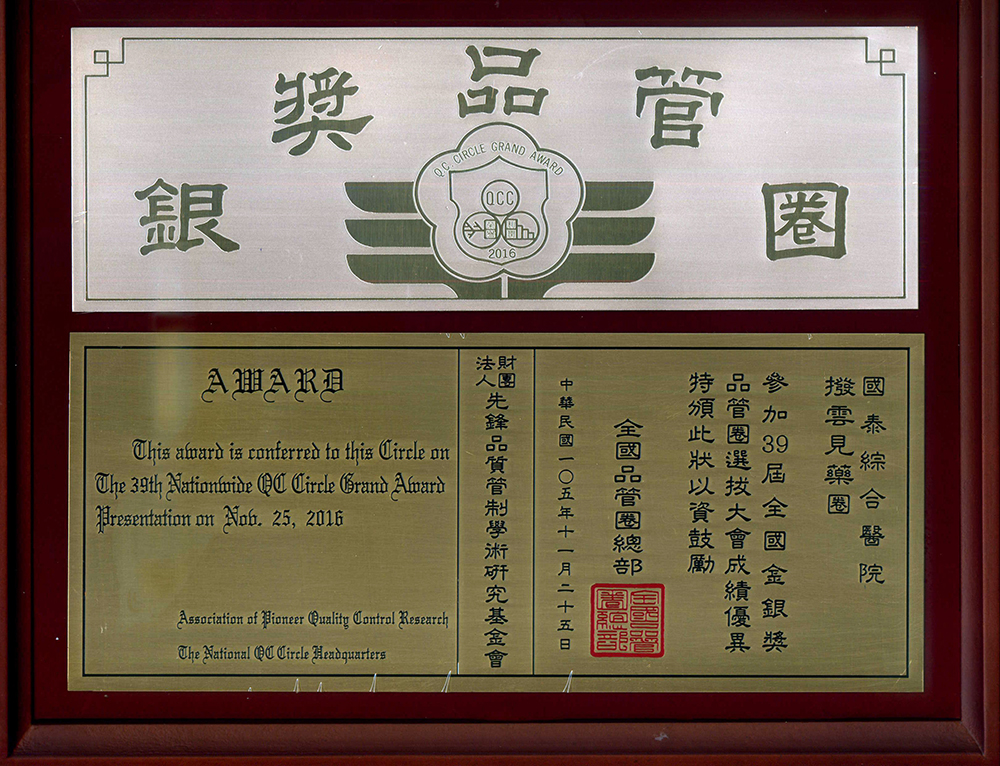 銀獎品管圈
QC CIRCLE GRAND AWARD
QCC
2016
AWARD
This award is conferred to this Circle on
The 39th Nationwide QC Circle Grand Award
Presentation on Nov. 25, 2016
Association of Pioneer Quality Control Research
The National QC Circle Headquarters
國泰綜合醫院
撥雲見藥圈
參加39屆全國金銀獎
品管圈選拔大會成績優異
特頒此狀以資鼓勵
全國品管圈總部
中華民國一〇五年十一月二十五日
財團法人先鋒品質管制學術研究基金會